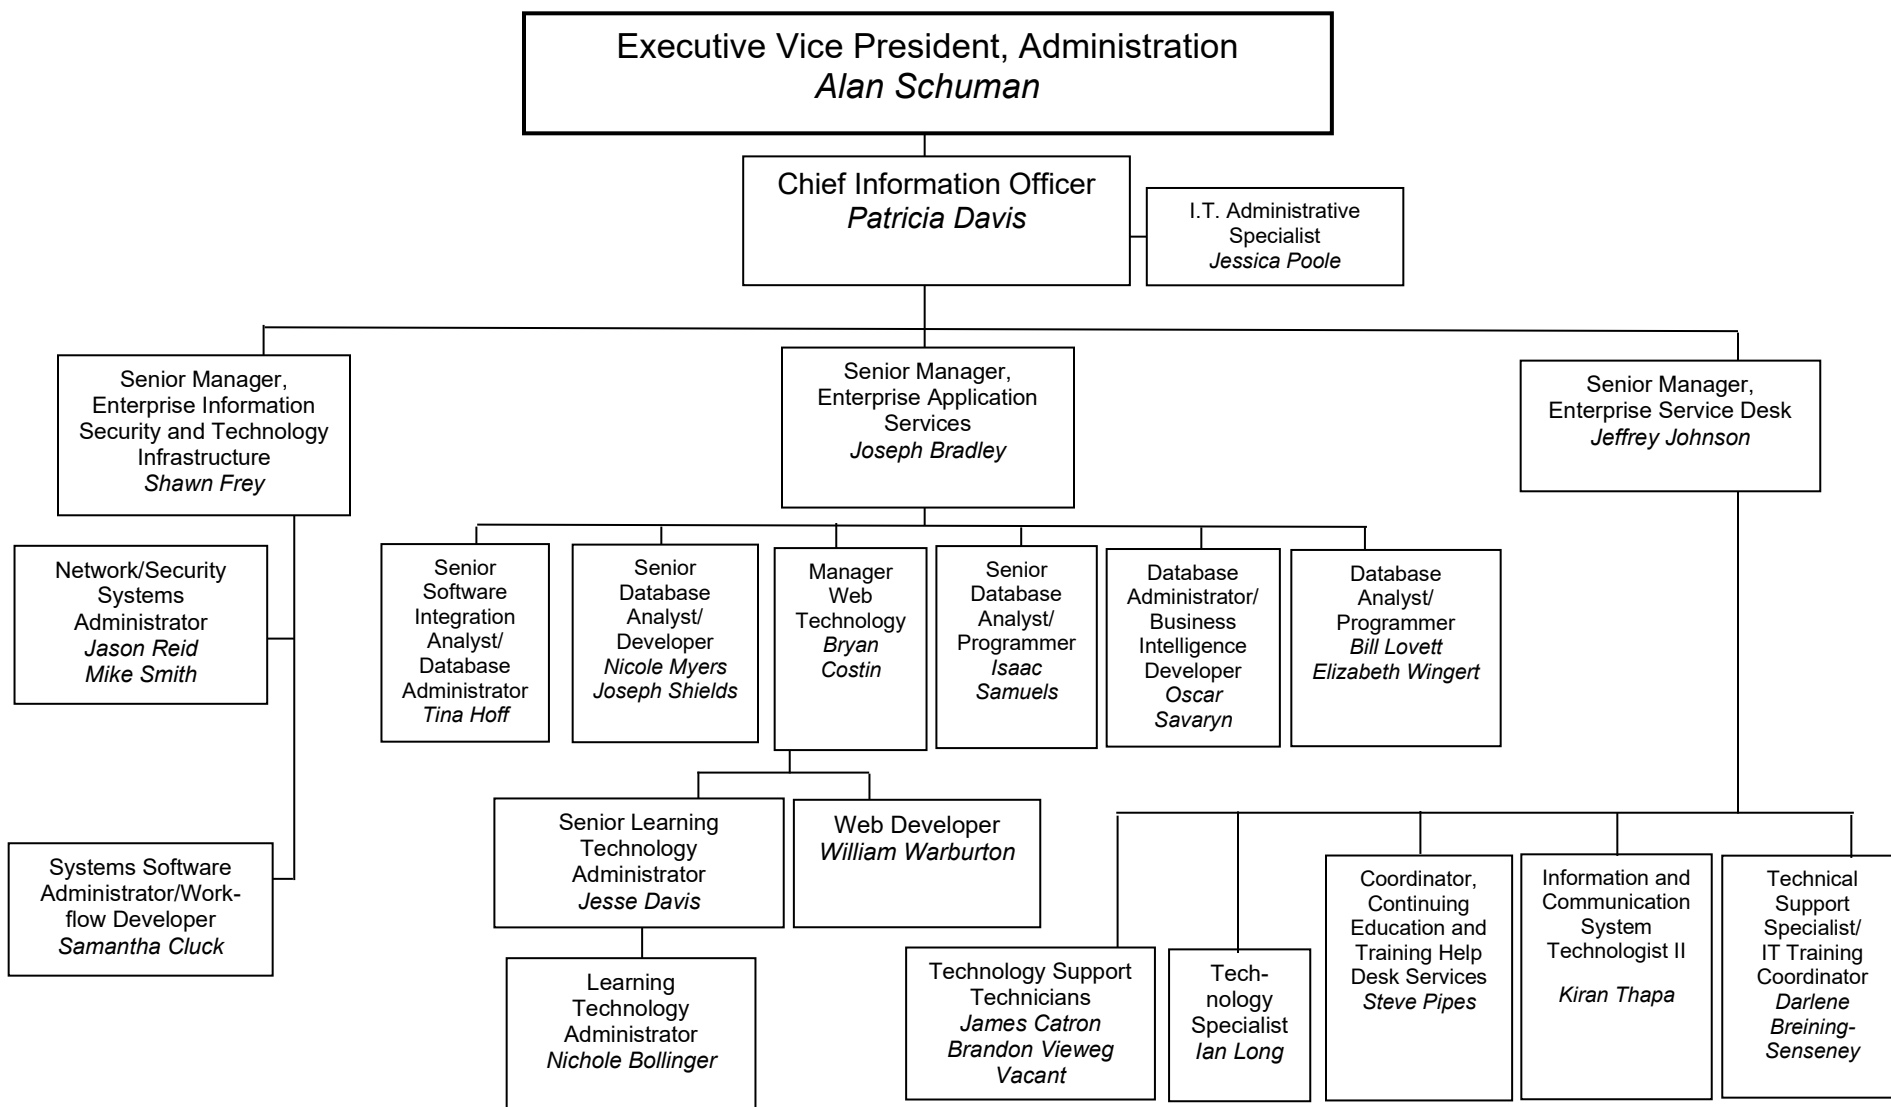 Executive Vice President, Administration
Alan Schuman
Chief Information Officer
Patricia Davis
I.T. Administrative
Specialist
Jessica Poole
Senior Manager,
Enterprise Information
Security and Technology
Infrastructure
Shawn Frey
Senior Manager,
Enterprise Application
Services
Joseph Bradley
Senior Manager,
Enterprise Service Desk
Jeffrey Johnson
Network/Security
Systems
Administrator
Jason Reid
Mike Smith
Senior
Software
Integration
Analyst/
Database
Administrator
Tina Hoff
Senior
Database
Analyst/
Developer
Nicole Myers
Joseph Shields
Manager
Web
Technology
Bryan
Costin
Senior
Database
Analyst/
Programmer
Isaac
Samuels
Database
Administrator/
Business
Intelligence
Developer
Oscar
Savaryn
Database
Analyst/
Programmer
Bill Lovett
Elizabeth Wingert
Systems Software
Administrator/Work-
flow Developer
Samantha Cluck
Senior Learning
Technology
Administrator
Jesse Davis
Web Developer
William Warburton
Learning
Technology
Administrator
Nichole Bollinger
Technology Support
Technicians
James Catron
Brandon Vieweg
Vacant
Tech-
nology
Specialist
Ian Long
Coordinator,
Continuing
Education and
Training Help
Desk Services
Steve Pipes
Information and
Communication
System
Technologist II
Kiran Thapa
Technical
Support
Specialist/
IT Training
Coordinator
Darlene
Breining-
Senseney